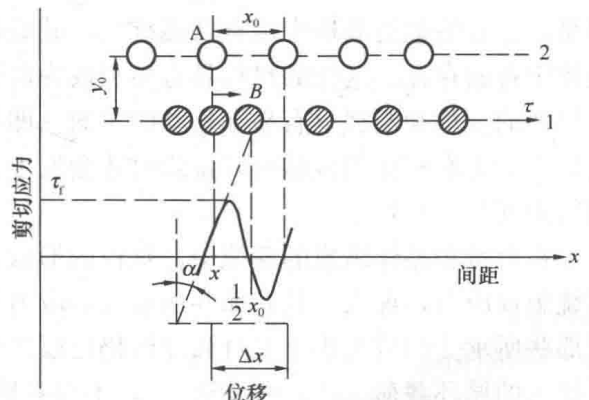 A
x₀
2
y₀
B
τ
1
τf
剪切应力
x
x
间距
α
1/2 x₀
Δx
位移